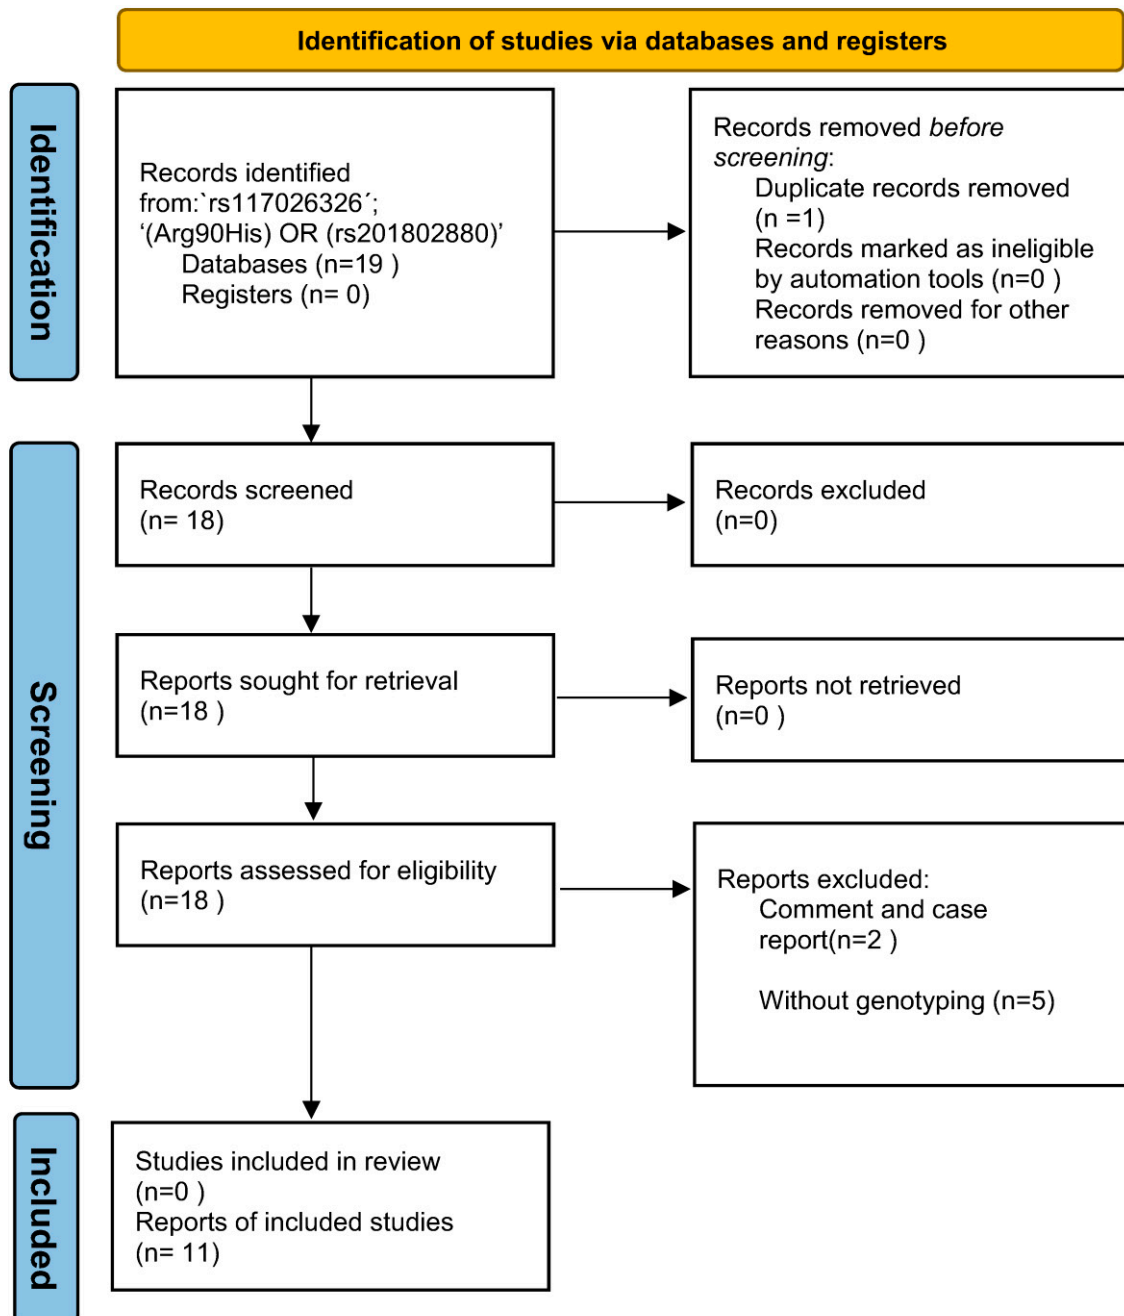 Identification of studies via databases and registers
Identification
Records identified
from:`rs117026326´;
‘(Arg90His) OR (rs201802880)’
Databases (n=19 )
Registers (n= 0)
Records removed before
screening:
Duplicate records removed
(n =1)
Records marked as ineligible
by automation tools (n=0 )
Records removed for other
reasons (n=0 )
Screening
Records screened
(n= 18)
Records excluded
(n=0)
Reports sought for retrieval
(n=18 )
Reports not retrieved
(n=0 )
Reports assessed for eligibility
(n=18 )
Reports excluded:
Comment and case
report(n=2 )
Without genotyping (n=5)
Included
Studies included in review
(n=0 )
Reports of included studies
(n= 11)